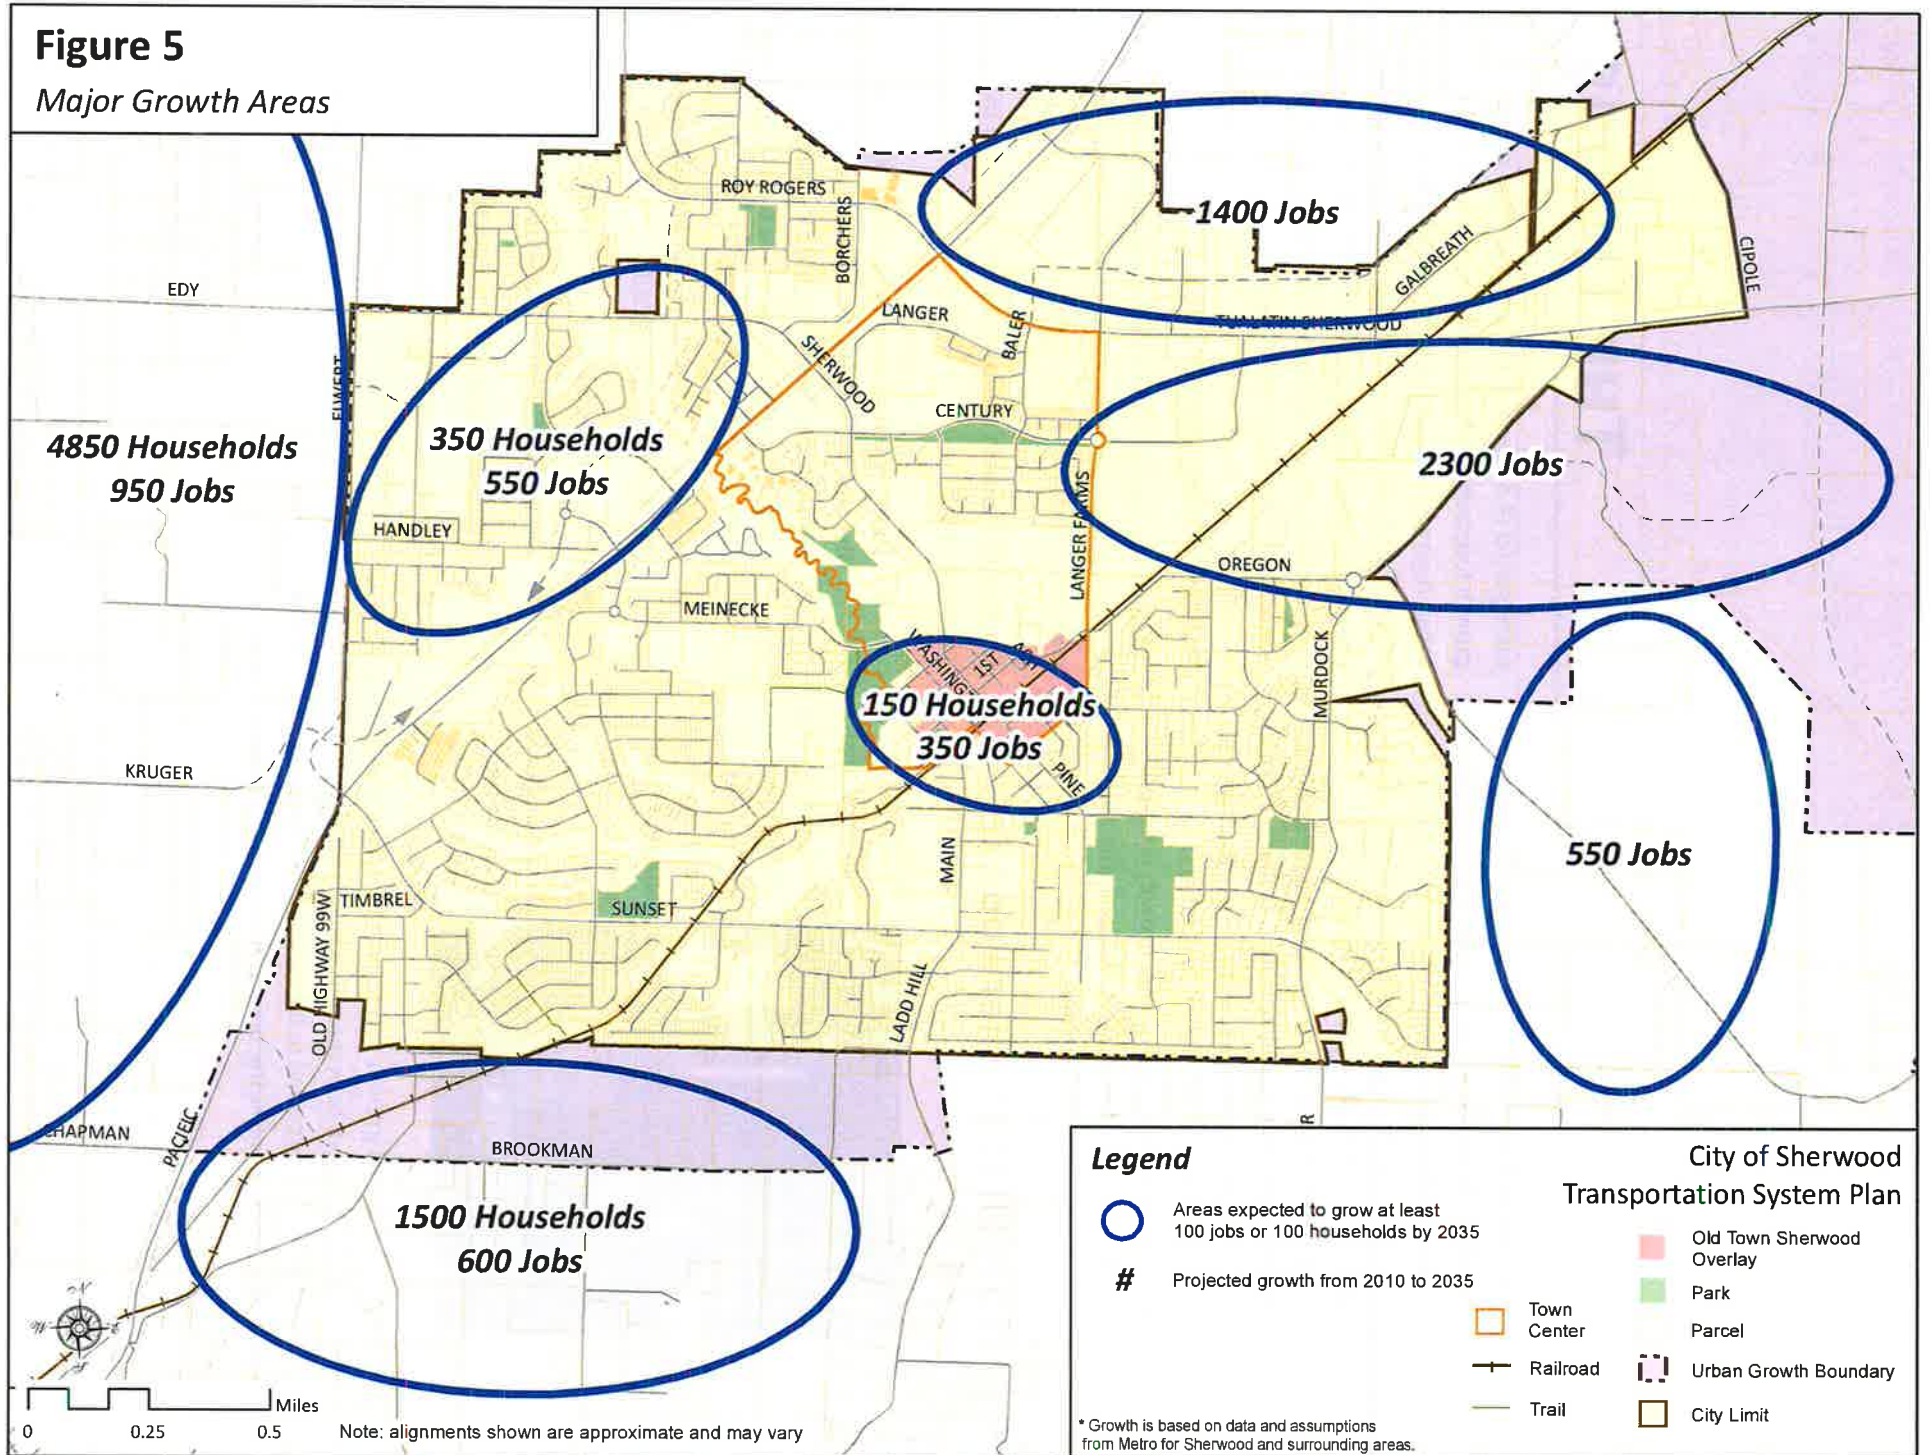 Figure 5
Major Growth Areas
ROY ROGERS
BORCHERS
1400 Jobs
GALBREATH
CIPOLE
EDY
LANGER
BALER
TUALATIN SHERWOOD
SHERWOOD
ELWERT
CENTURY
4850 Households
950 Jobs
350 Households
550 Jobs
2300 Jobs
HANDLEY
LANGER FARMS
OREGON
MEINECKE
1ST
MURDOCK
150 Households
350 Jobs
PINE
KRUGER
MAIN
550 Jobs
TIMBREL
SUNSET
OLD HIGHWAY 99W
LADD HILL
CHAPMAN
PACIFIC
BROOKMAN
R
1500 Households
600 Jobs
Legend
City of Sherwood
Transportation System Plan
Areas expected to grow at least
100 jobs or 100 households by 2035
# Projected growth from 2010 to 2035
Town
Center
Railroad
Trail
Old Town Sherwood
Overlay
Park
Parcel
Urban Growth Boundary
City Limit
* Growth is based on data and assumptions
from Metro for Sherwood and surrounding areas.
N
W
E
Miles
0 0.25 0.5
Note: alignments shown are approximate and may vary